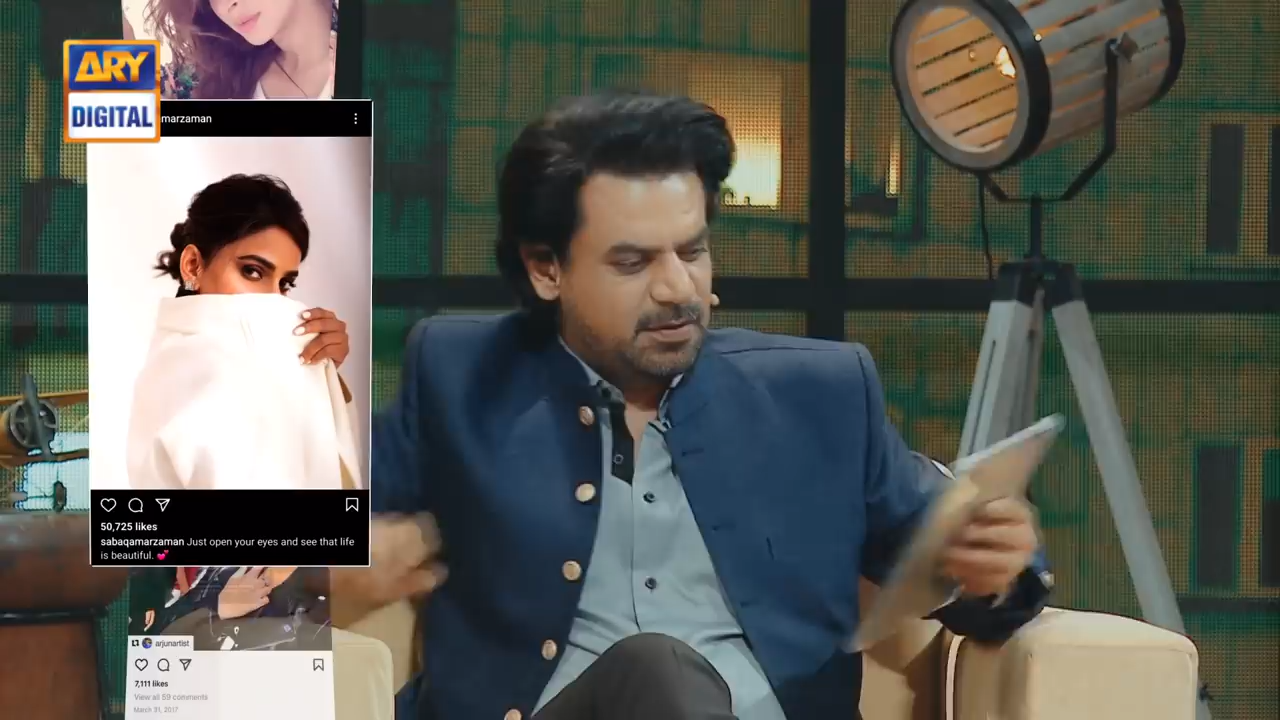 ARY
DIGITAL
marzaman
50,725 likes
sabaqamarzaman Just open your eyes and see that life
is beautiful. 💕
arjunartist
7,111 likes
View all 59 comments
March 31, 2017